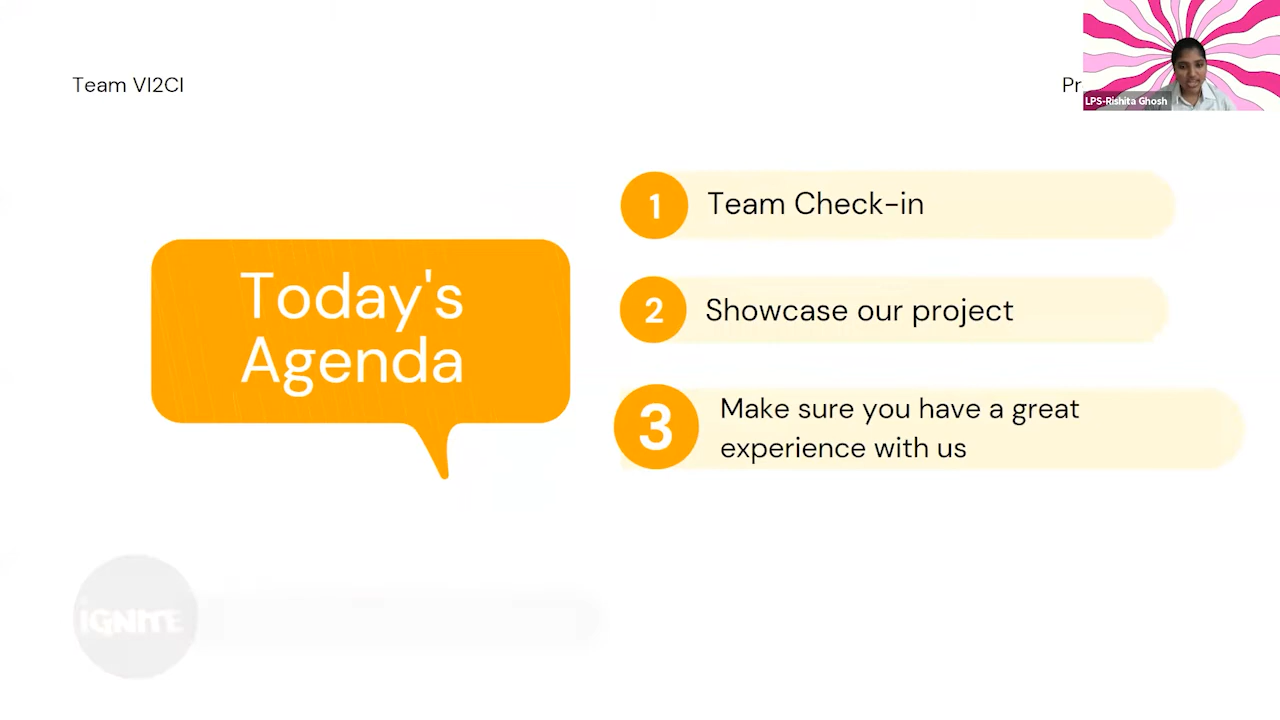 Team VI2CI
Pr
LPS-Rishita Ghosh
Today's
Agenda
1
Team Check-in
2
Showcase our project
3
Make sure you have a great
experience with us
iGNITE